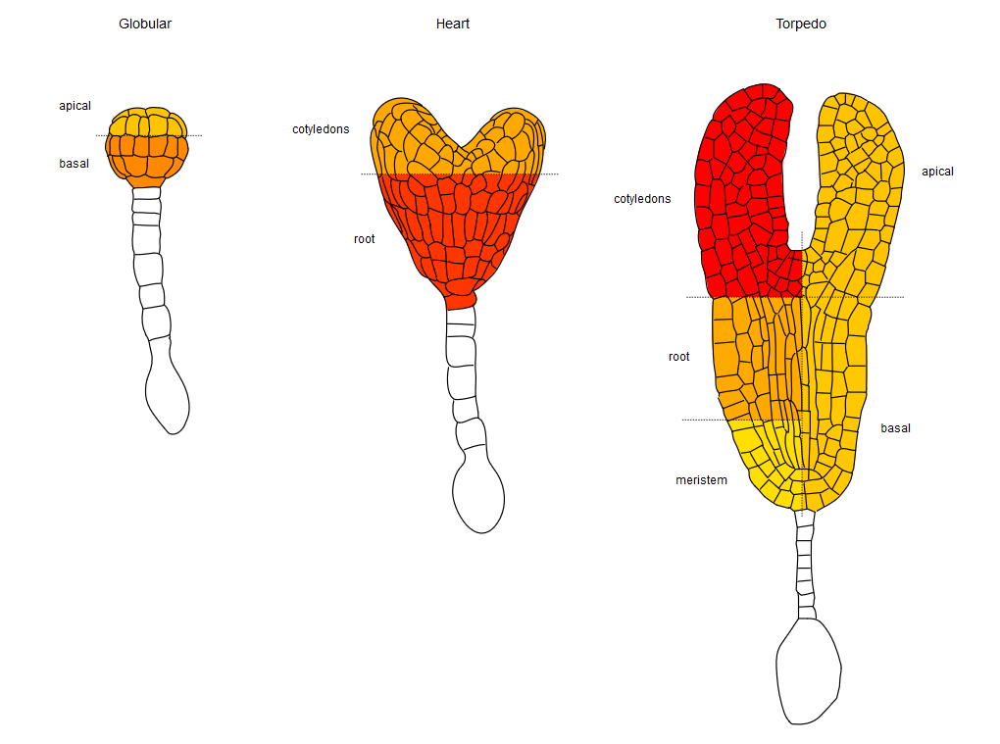 Globular
Heart
Torpedo
apical
basal
cotyledons
root
cotyledons
apical
root
basal
meristem